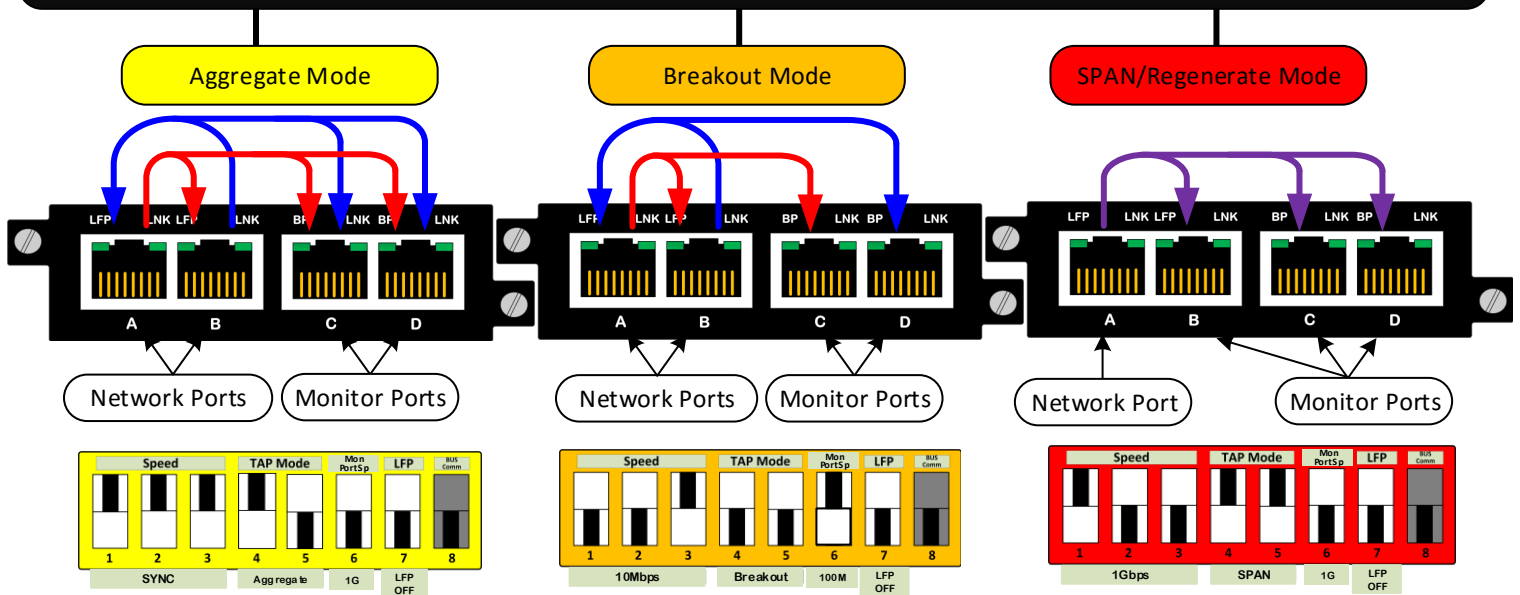 Aggregate Mode
Breakout Mode
SPAN/Regenerate Mode
LFP LNK LFP LNK BP LNK BP LNK
A B C D
Network Ports Monitor Ports
LFP LNK LFP LNK BP LNK BP LNK
A B C D
Network Ports Monitor Ports
LFP LNK LFP LNK BP LNK BP LNK
A B C D
Network Port Monitor Ports
Speed TAP Mode Mon PortSp LFP BUS Comm
1 2 3 4 5 6 7 8
SYNC Aggregate 1G LFP OFF
Speed TAP Mode Mon PortSp LFP BUS Comm
1 2 3 4 5 6 7 8
10Mbps Breakout 100M LFP OFF
Speed TAP Mode Mon PortSp LFP BUS Comm
1 2 3 4 5 6 7 8
1Gbps SPAN 1G LFP OFF